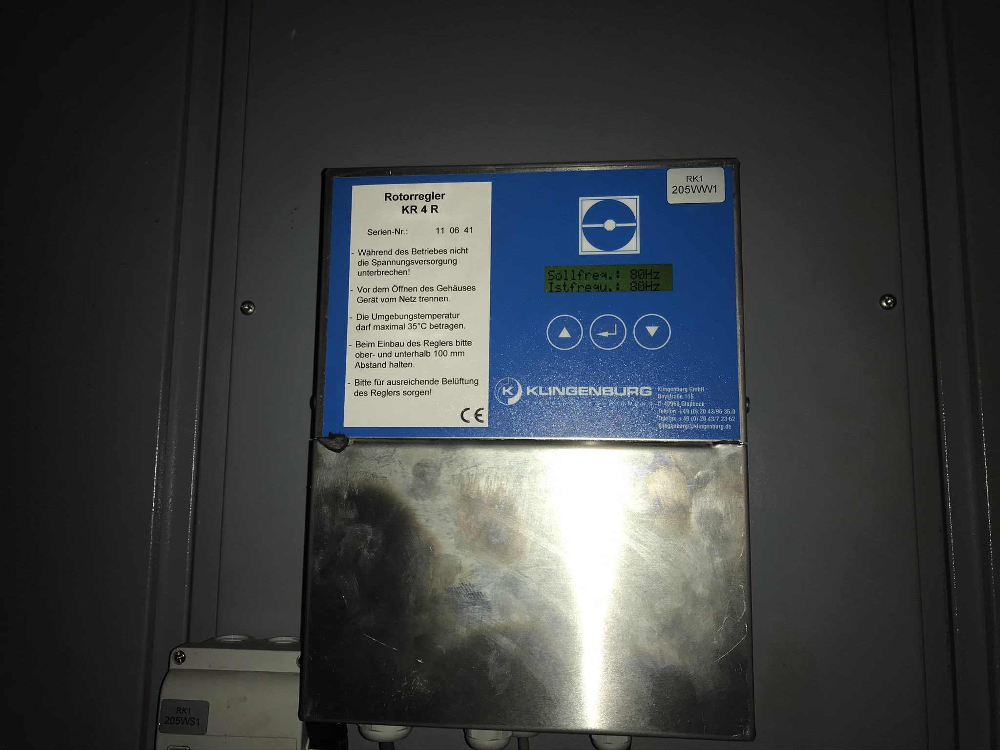 RK1
205WW1
Rotorregler
KR 4 R
Serien-Nr.: 11 06 41
- Während des Betriebes nicht
die Spannungsversorgung
unterbrechen!
- Vor dem Öffnen des Gehäuses
Gerät vom Netz trennen.
- Die Umgebungstemperatur
darf maximal 35°C betragen.
- Beim Einbau des Reglers bitte
ober- und unterhalb 100 mm
Abstand halten.
- Bitte für ausreichende Belüftung
des Reglers sorgen!
CE
Sollfreq.: 80Hz
Istfrequ.: 80Hz
K KLINGENBURG
Klingenburg GmbH
Boystraße 115
D-45968 Gladbeck
Telefon +49 (0) 20 43/96 36-0
Telefax +49 (0) 20 43/7 23 62
klingenburg@klingenburg.de
RK1
205WS1